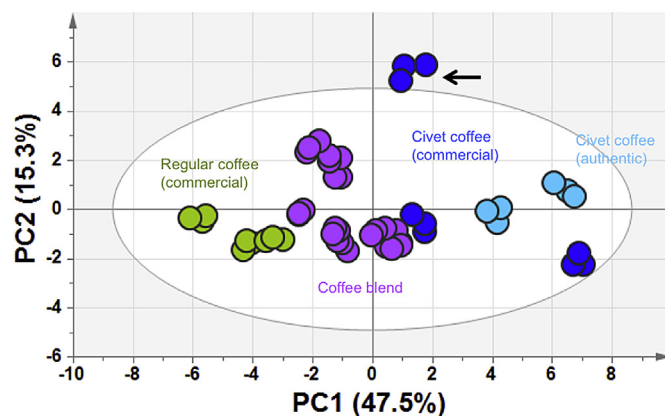 6
4
2
0
-2
-4
-6
PC2 (15.3%)
Civet coffee
(commercial)
Civet coffee
(authentic)
Regular coffee
(commercial)
Coffee blend
-10 -8 -6 -4 -2 0 2 4 6 8
PC1 (47.5%)